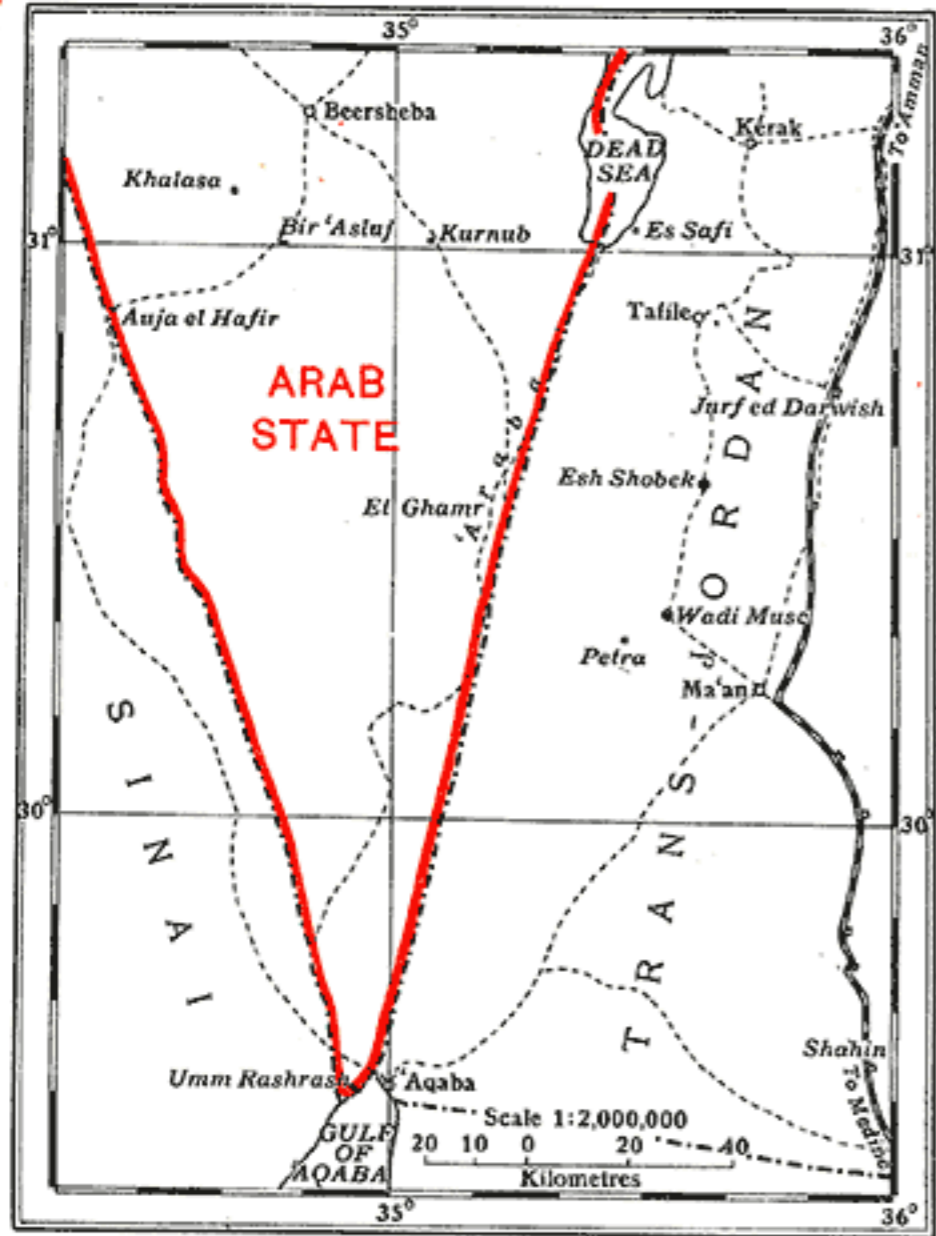 35°
36°
To Amman
Beersheba
Kerak
DEAD
SEA
Khalasa
Bir 'Asluj
Kurnub
Es Safi
31°
31°
Auja el Hafir
Tafile
ARAB
STATE
Jurf ed Darwish
'Araba
Esh Shobek
El Ghamr
Wadi Musa
Petra
Ma'an
SINAI
TRANS-JORDAN
30°
30°
Shahin
Umm Rashrash
'Aqaba
To Medina
Scale 1:2,000,000
20 10 0 20 40
Kilometres
GULF
OF
AQABA
35°
36°